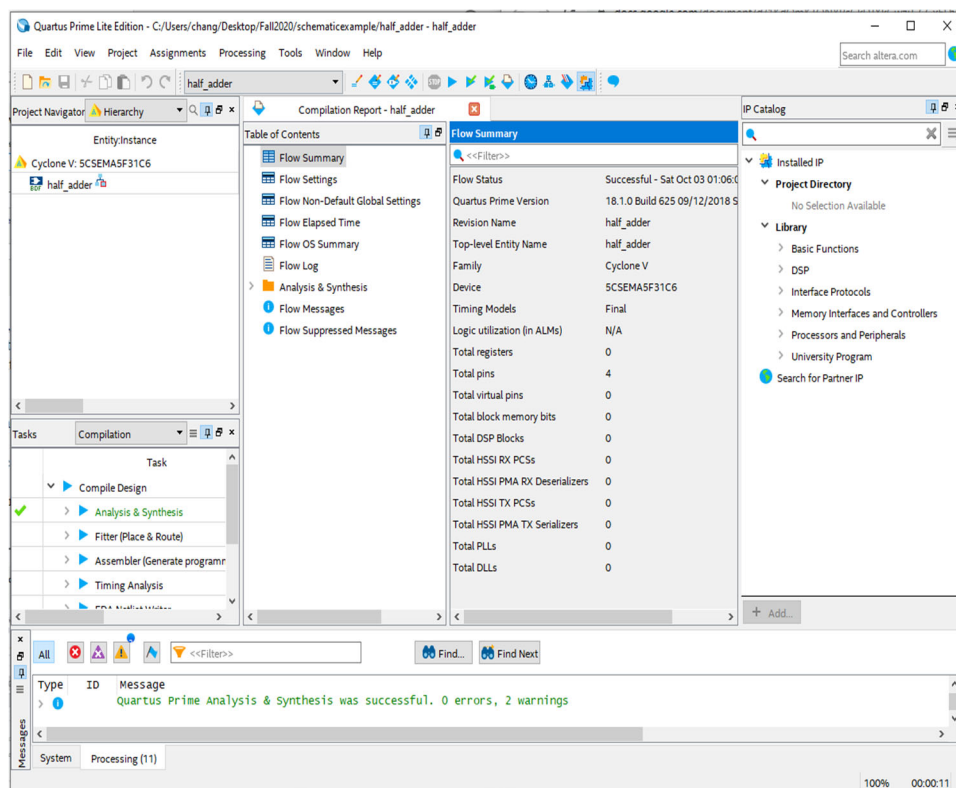 Quartus Prime Lite Edition - C:/Users/chang/Desktop/Fall2020/schematicexample/half_adder - half_adder
File Edit View Project Assignments Processing Tools Window Help
Search altera.com
half_adder
Project Navigator Hierarchy
Entity:Instance
Cyclone V: 5CSEMA5F31C6
half_adder
Compilation Report - half_adder
Table of Contents
Flow Summary
Flow Settings
Flow Non-Default Global Settings
Flow Elapsed Time
Flow OS Summary
Flow Log
Analysis & Synthesis
Flow Messages
Flow Suppressed Messages
Flow Summary
<<Filter>>
Flow Status Successful - Sat Oct 03 01:06:0
Quartus Prime Version 18.1.0 Build 625 09/12/2018 S
Revision Name half_adder
Top-level Entity Name half_adder
Family Cyclone V
Device 5CSEMA5F31C6
Timing Models Final
Logic utilization (in ALMs) N/A
Total registers 0
Total pins 4
Total virtual pins 0
Total block memory bits 0
Total DSP Blocks 0
Total HSSI RX PCSs 0
Total HSSI PMA RX Deserializers 0
Total HSSI TX PCSs 0
Total HSSI PMA TX Serializers 0
Total PLLs 0
Total DLLs 0
IP Catalog
Installed IP
Project Directory
No Selection Available
Library
Basic Functions
DSP
Interface Protocols
Memory Interfaces and Controllers
Processors and Peripherals
University Program
Search for Partner IP
+ Add...
Tasks Compilation
Task
Compile Design
Analysis & Synthesis
Fitter (Place & Route)
Assembler (Generate programm
Timing Analysis
EDA Netlist Writer
All <<Filter>> Find... Find Next
Type ID Message
Quartus Prime Analysis & Synthesis was successful. 0 errors, 2 warnings
Messages
System Processing (11)
100% 00:00:11